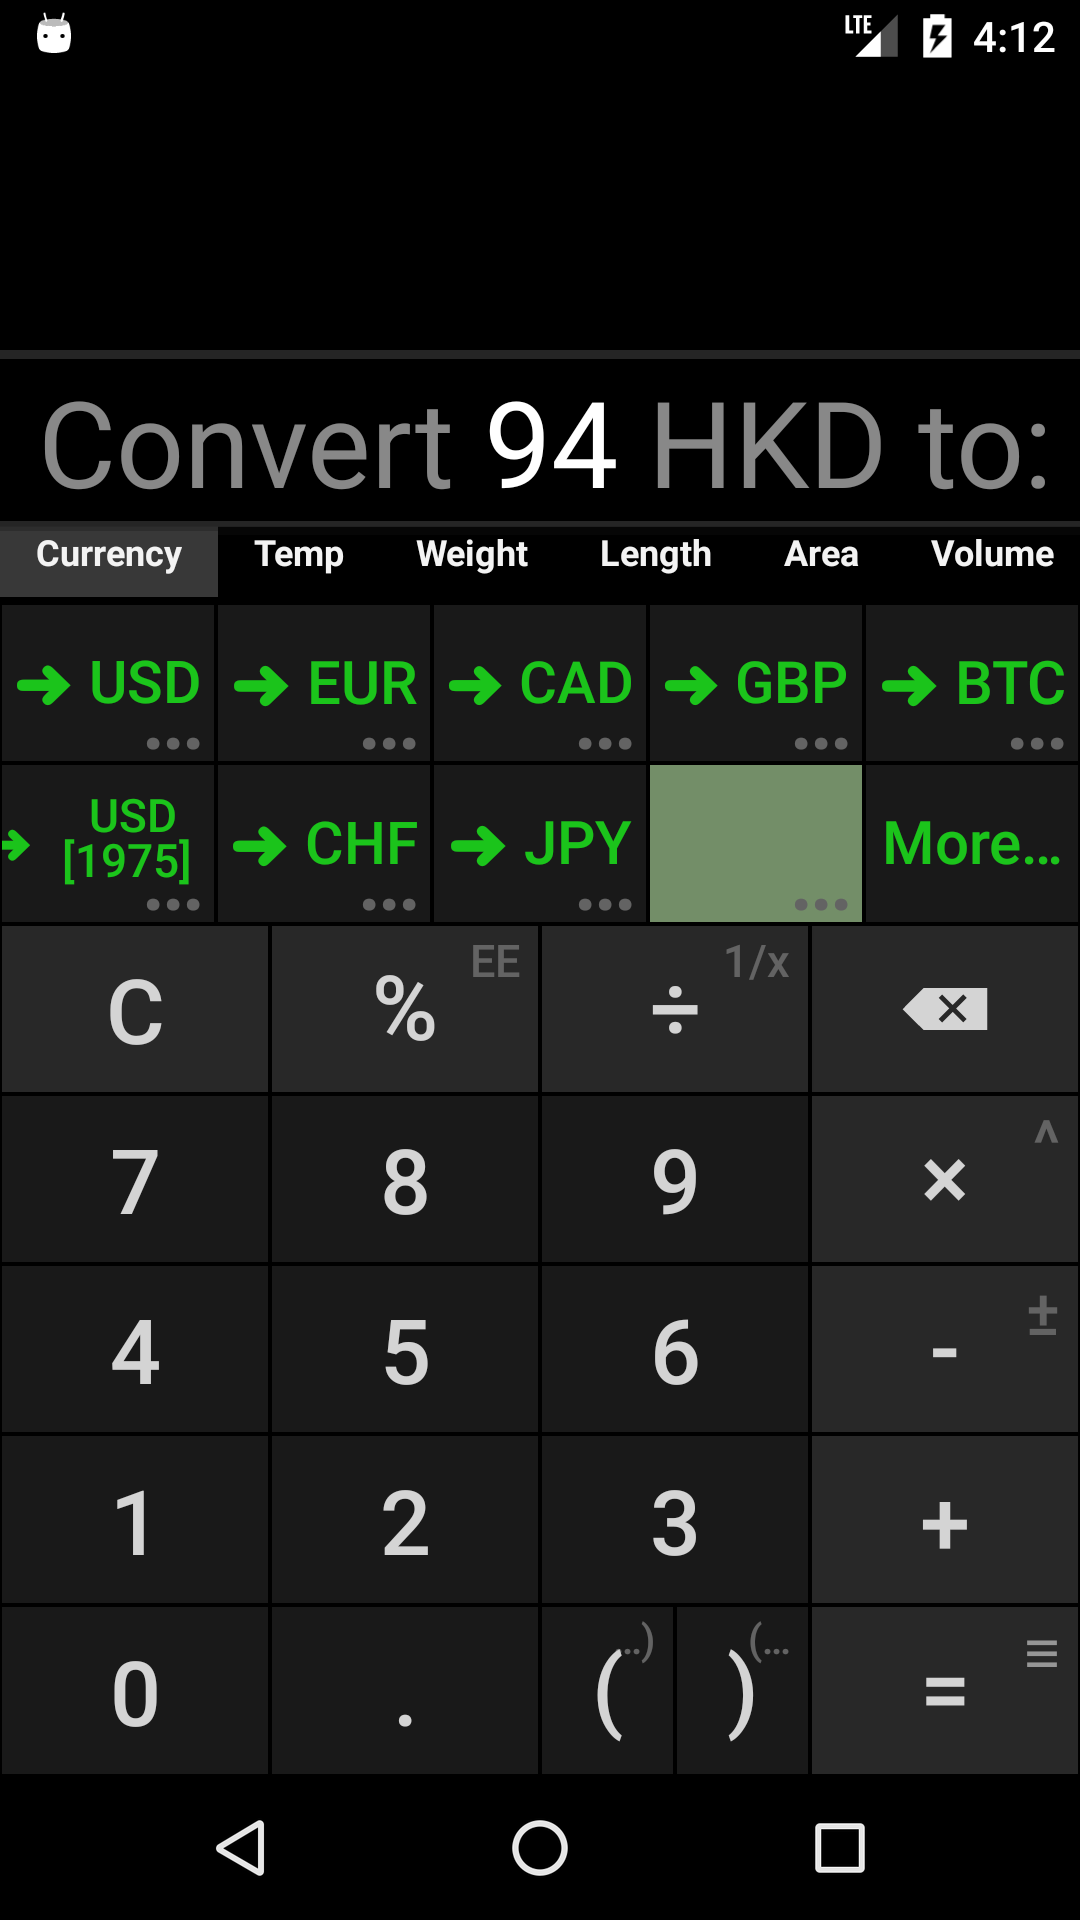 LTE 4:12
Convert 94 HKD to:
Currency Temp Weight Length Area Volume
USD EUR CAD GBP BTC
USD [1975] CHF JPY More...
C % EE ÷ 1/x
7 8 9 × ^
4 5 6 - ±
1 2 3 +
0 . ( ..) ) (... =